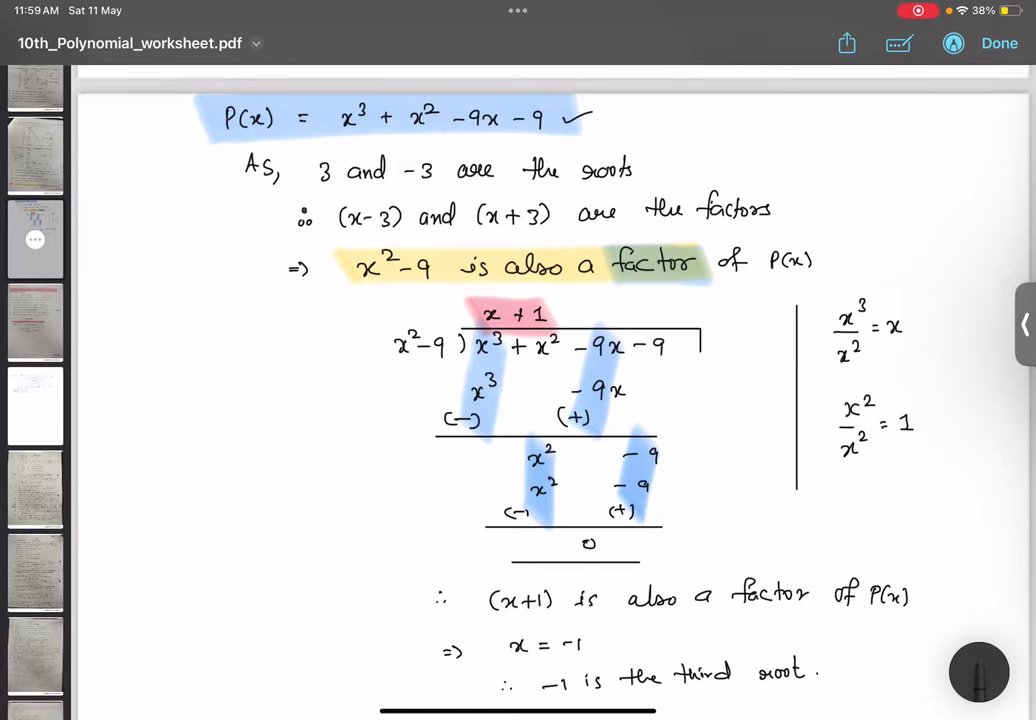 11:59 AM Sat 11 May
38%
10th_Polynomial_worksheet.pdf
Done
P(x) = x³ + x² - 9x - 9 ✓
As, 3 and -3 are the roots
∴ (x-3) and (x+3) are the factors
⇒ x² - 9 is also a factor of P(x)
x + 1
x² - 9 ) x³ + x² - 9x - 9
x³ - 9x
(-) (+)
x² - 9
x² - 9
(-) (+)
0
x³/x² = x
x²/x² = 1
∴ (x+1) is also a factor of P(x)
⇒ x = -1
∴ -1 is the third root.